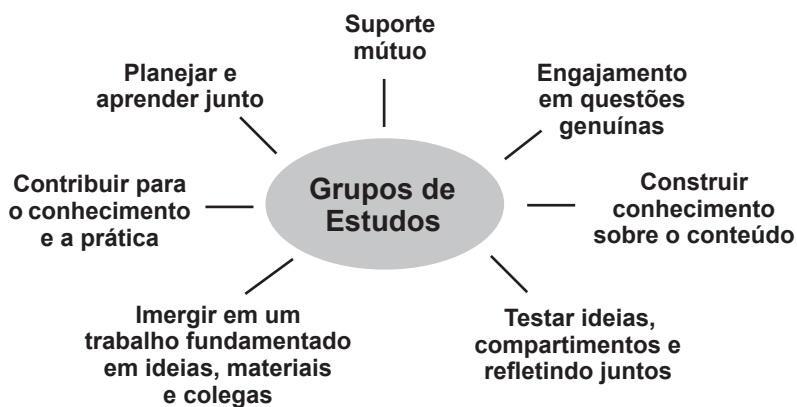 Suporte
mútuo
Planejar e
aprender junto
Engajamento
em questões
genuínas
Contribuir para
o conhecimento
e a prática
Grupos de
Estudos
Construir
conhecimento
sobre o conteúdo
Imergir em um
trabalho fundamentado
em ideias, materiais
e colegas
Testar ideias,
compartimentos e
refletindo juntos